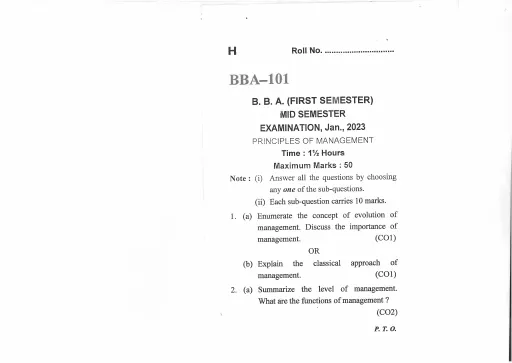 H Roll No. ..............................
BBA–101
B. B. A. (FIRST SEMESTER)
MID SEMESTER
EXAMINATION, Jan., 2023
PRINCIPLES OF MANAGEMENT
Time : 1½ Hours
Maximum Marks : 50
Note : (i) Answer all the questions by choosing
any one of the sub-questions.
(ii) Each sub-question carries 10 marks.
1. (a) Enumerate the concept of evolution of
management. Discuss the importance of
management. (CO1)
OR
(b) Explain the classical approach of
management. (CO1)
2. (a) Summarize the level of management.
What are the functions of management ?
(CO2)
P. T. O.